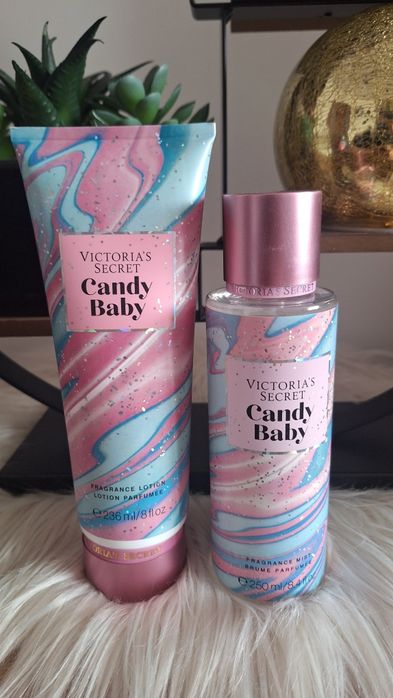 VICTORIA'S
SECRET
Candy
Baby
FRAGRANCE LOTION
LOTION PARFUMÉE
℮ 236 ml/8 fl oz
VICTORIA'S SECRET
VICTORIA'S
SECRET
Candy
Baby
FRAGRANCE MIST
BRUME PARFUMÉE
℮ 250 ml/8.4 fl oz